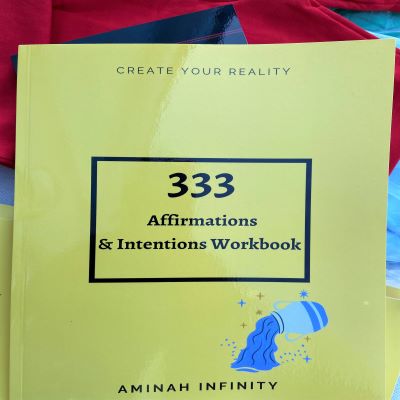 CREATE YOUR REALITY
333
Affirmations
& Intentions Workbook
AMINAH INFINITY